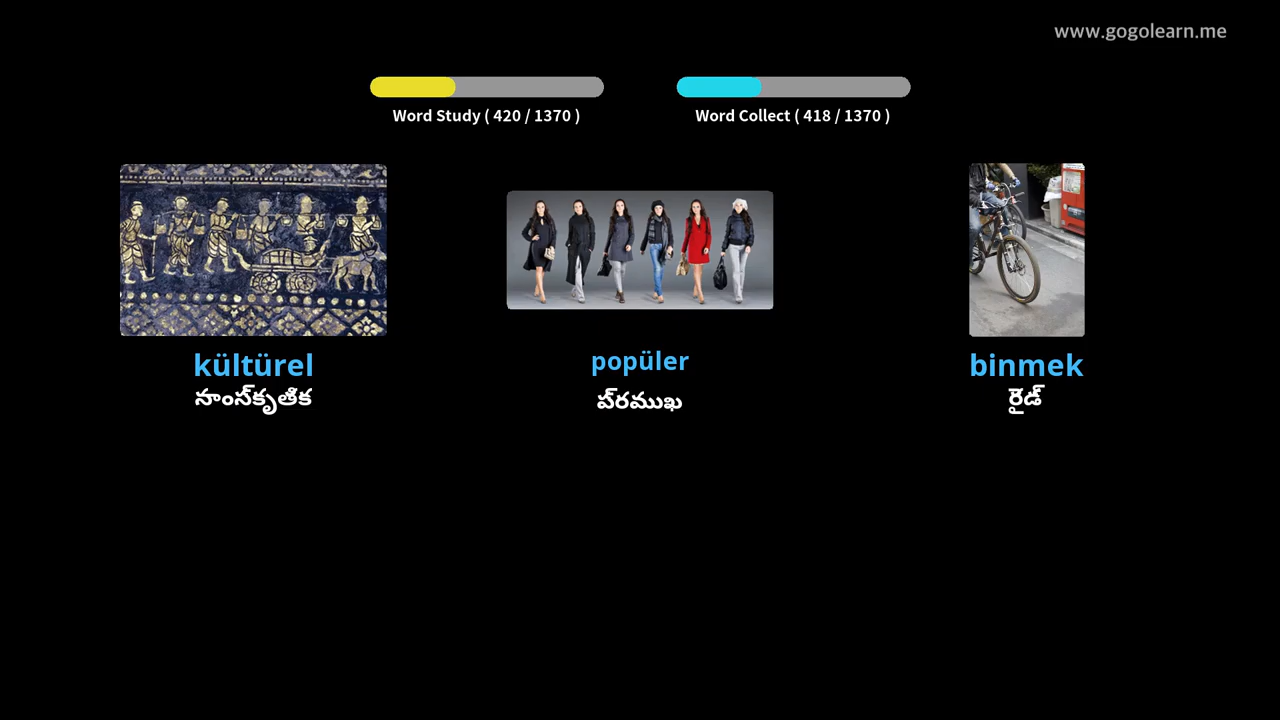 www.gogolearn.me
Word Study ( 420 / 1370 )
Word Collect ( 418 / 1370 )
kültürel
సాంస్కృతిక
popüler
ప్రముఖ
binmek
రైడ్